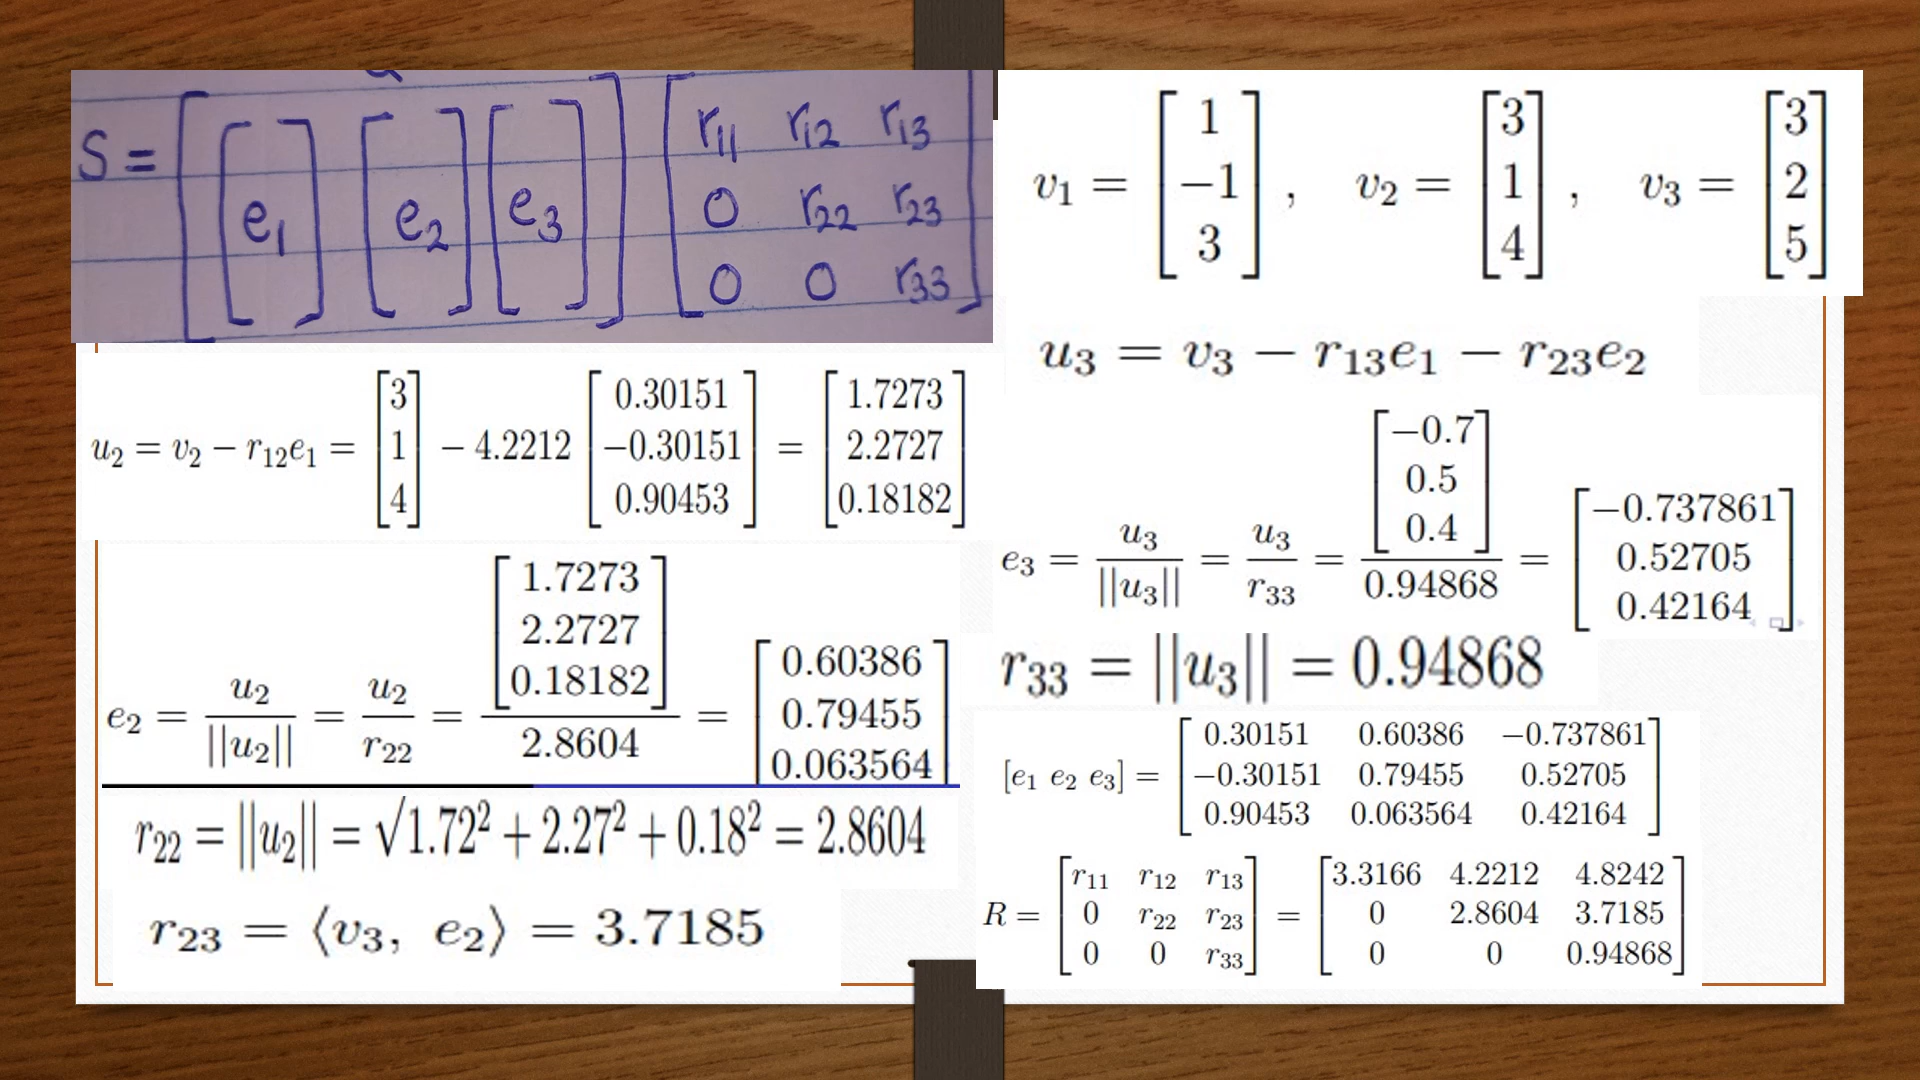 S = [ [e1] [e2] [e3] ] [ r11 r12 r13
0 r22 r23
0 0 r33 ]
u2 = v2 − r12e1 = [3 1 4] − 4.2212 [0.30151 −0.30151 0.90453] = [1.7273 2.2727 0.18182]
e2 = u2/||u2|| = u2/r22 = [1.7273 2.2727 0.18182]/2.8604 = [0.60386 0.79455 0.063564]
r22 = ||u2|| = √1.72² + 2.27² + 0.18² = 2.8604
r23 = ⟨v3, e2⟩ = 3.7185
v1 = [1 −1 3], v2 = [3 1 4], v3 = [3 2 5]
u3 = v3 − r13e1 − r23e2
e3 = u3/||u3|| = u3/r33 = [−0.7 0.5 0.4]/0.94868 = [−0.737861 0.52705 0.42164]
r33 = ||u3|| = 0.94868
[e1 e2 e3] = [ 0.30151 0.60386 −0.737861
−0.30151 0.79455 0.52705
0.90453 0.063564 0.42164 ]
R = [ r11 r12 r13 = [ 3.3166 4.2212 4.8242
0 r22 r23 0 2.8604 3.7185
0 0 r33 ] 0 0 0.94868 ]